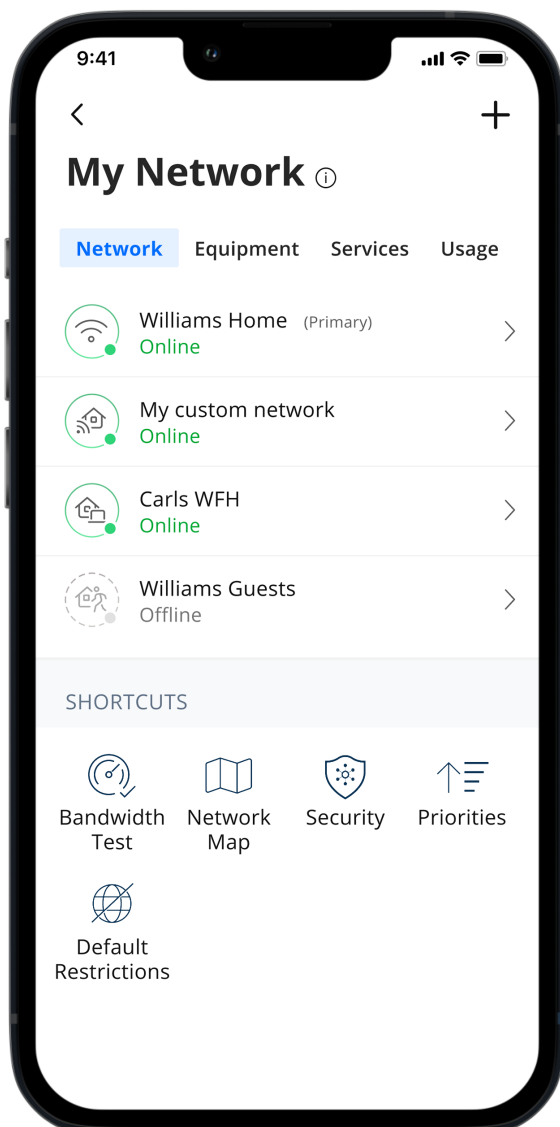 9:41
My Network
Network Equipment Services Usage
Williams Home (Primary)
Online
My custom network
Online
Carls WFH
Online
Williams Guests
Offline
SHORTCUTS
Bandwidth Test
Network Map
Security
Priorities
Default
Restrictions